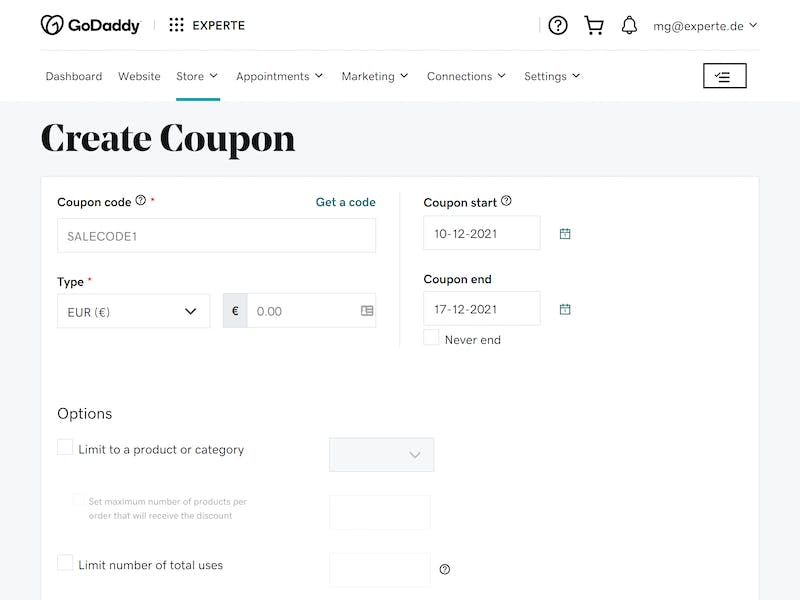 GoDaddy EXPERTE mg@experte.de
Dashboard Website Store Appointments Marketing Connections Settings
Create Coupon
Coupon code * Get a code
SALECODE1
Type *
EUR (€) € 0.00
Coupon start
10-12-2021
Coupon end
17-12-2021
Never end
Options
Limit to a product or category
Set maximum number of products per
order that will receive the discount
Limit number of total uses